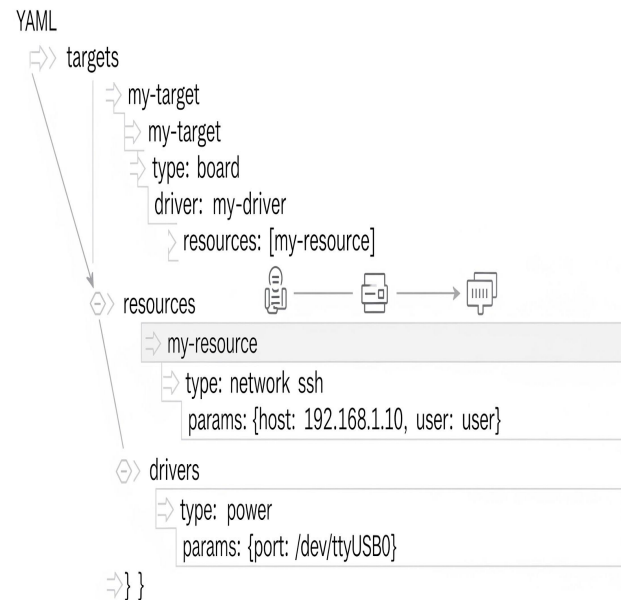 YAML
targets
my-target
my-target
type: board
driver: my-driver
resources: [my-resource]
resources
my-resource
type: network ssh
params: {host: 192.168.1.10, user: user}
drivers
type: power
params: {port: /dev/ttyUSB0}
} }